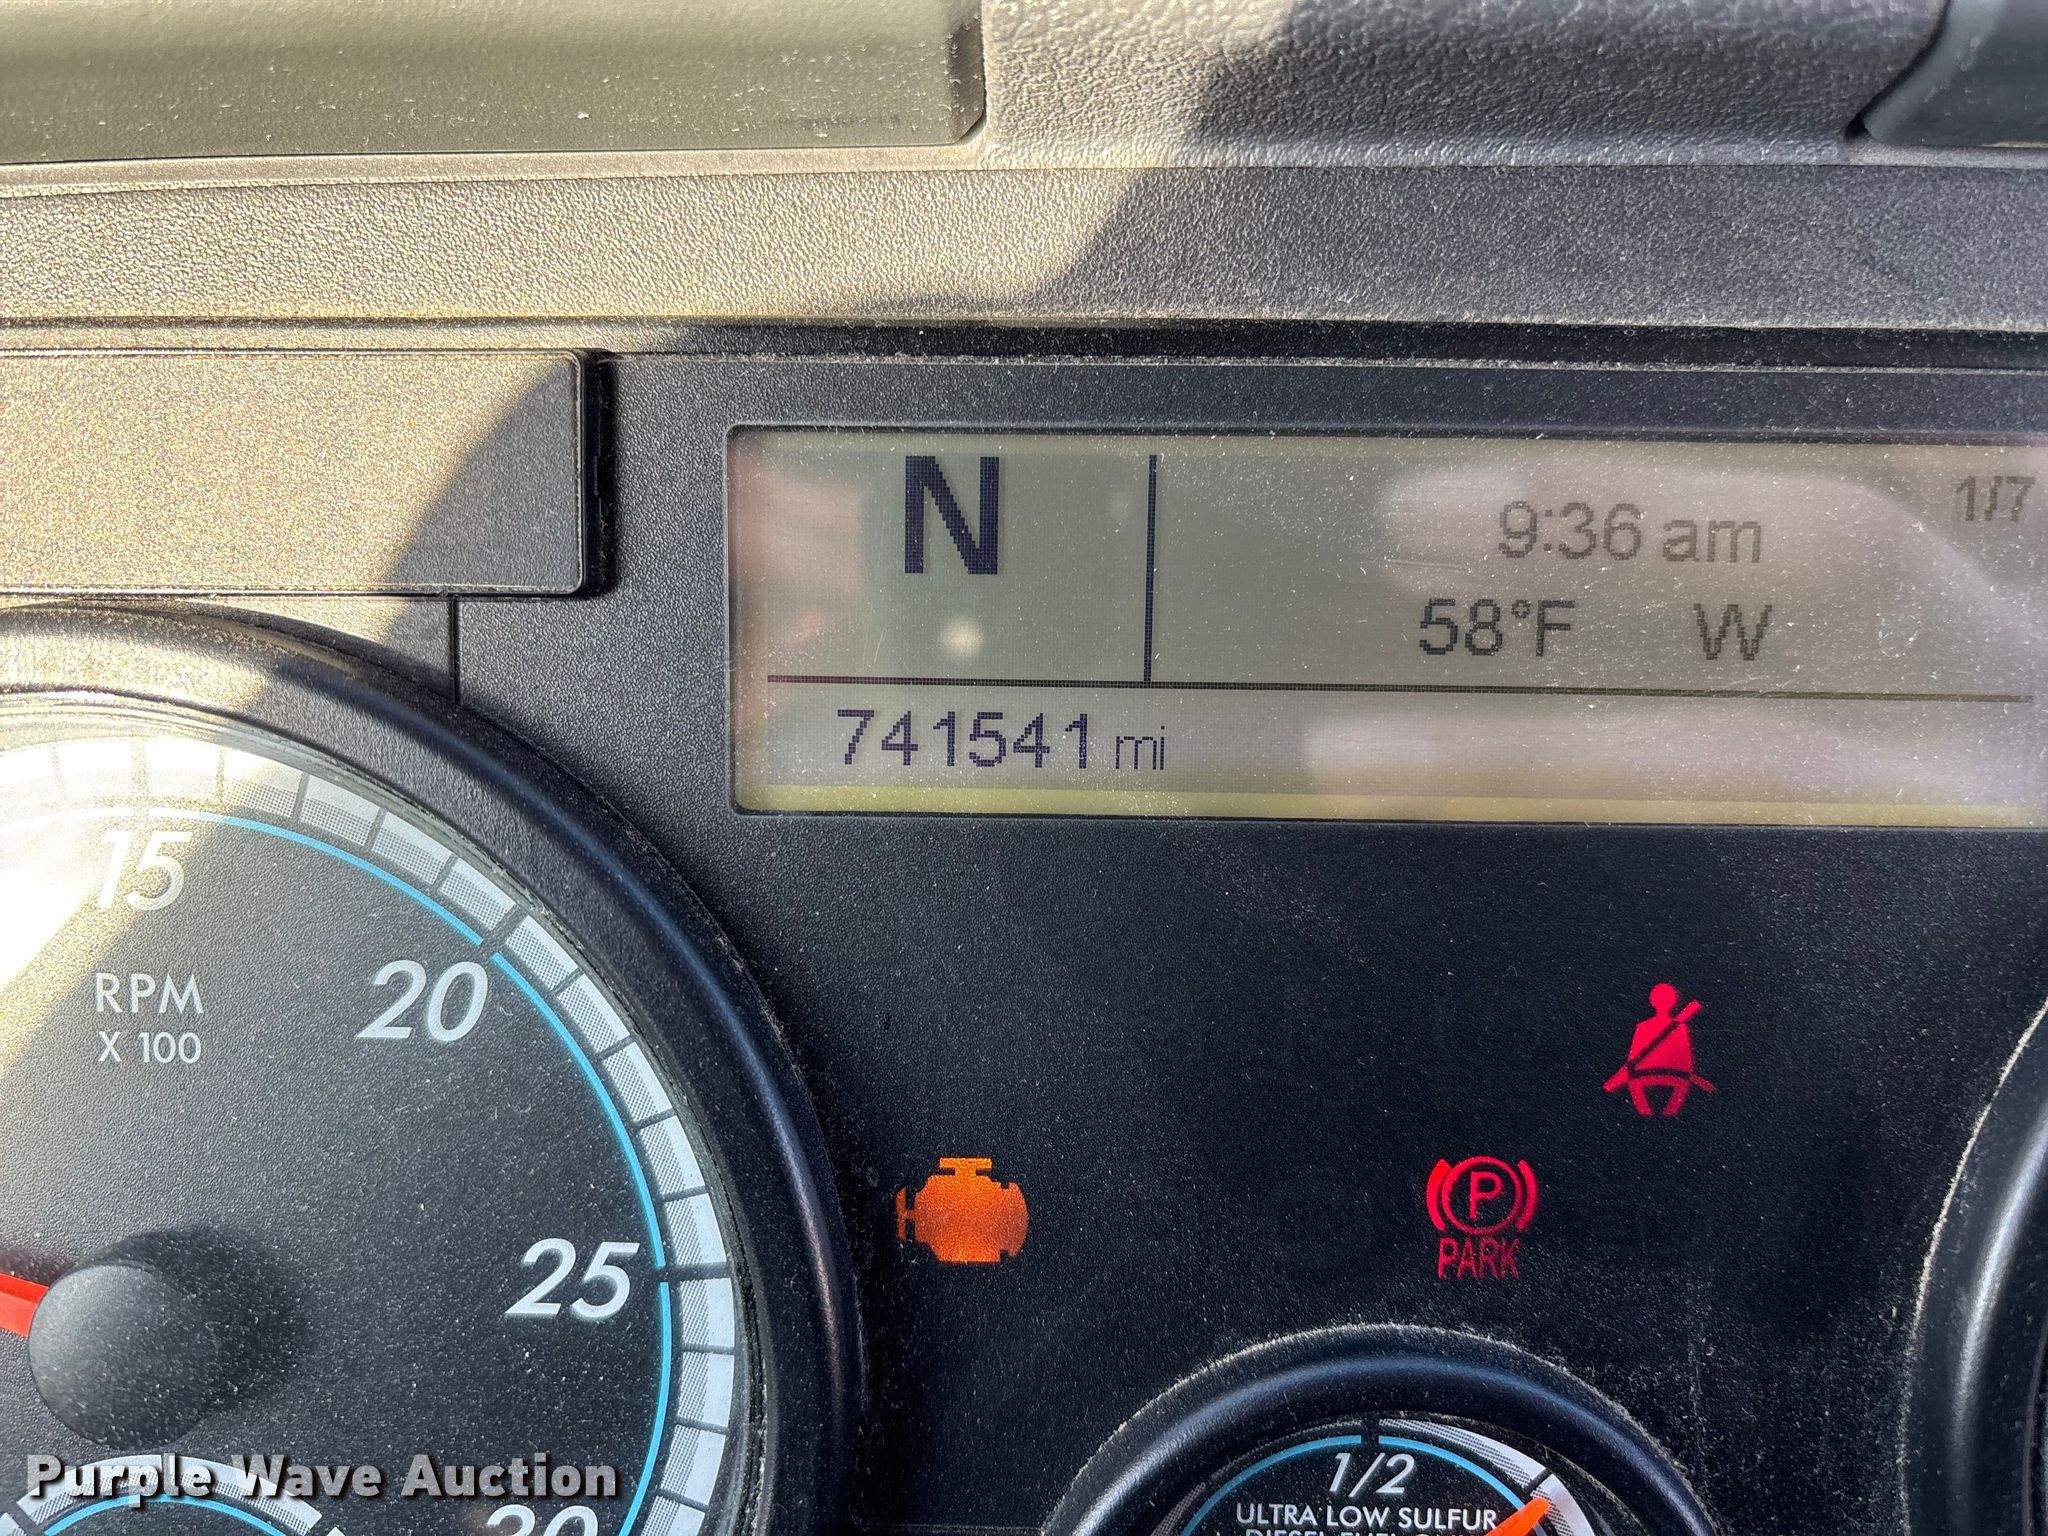 N
9:36 am
1/7
58°F W
741541 mi
15
20
RPM
X 100
25
PARK
P
1/2
ULTRA LOW SULFUR
30
Purple Wave Auction